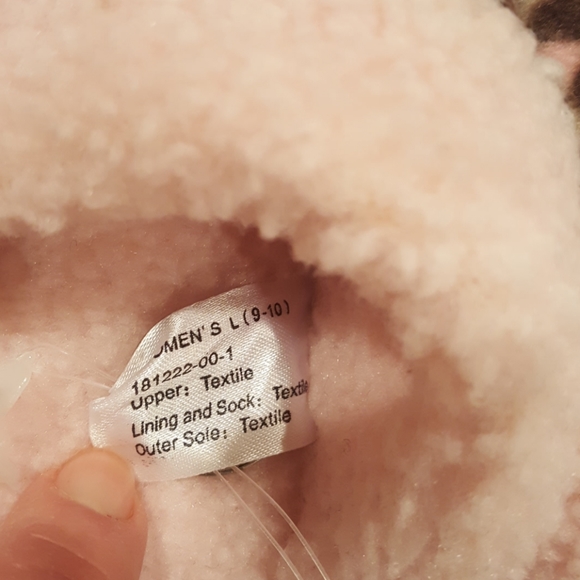 OMEN'S L (9-10)
181222-00-1
Upper: Textile
Lining and Sock: Textile
Outer Sole: Textile